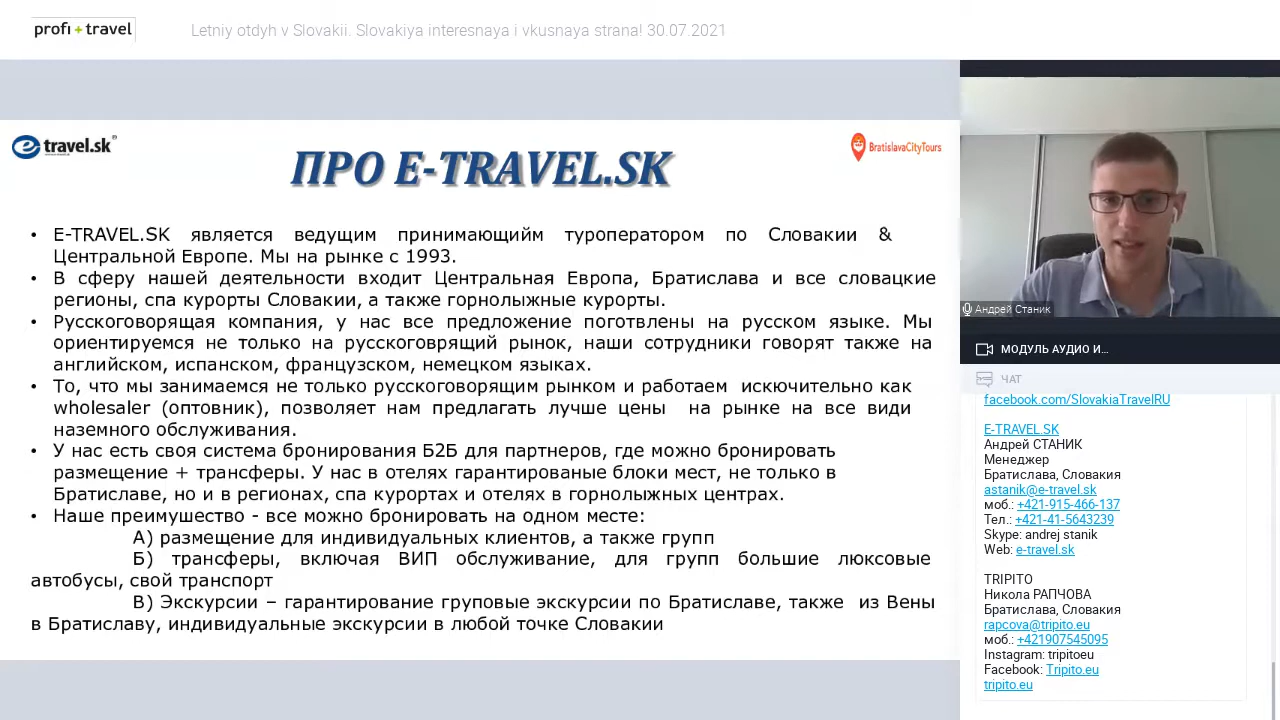 profi + travel
Letniy otdyh v Slovakii. Slovakiya interesnaya i vkusnaya strana! 30.07.2021
e travel.sk®
BratislavaCityTours
ПРО E-TRAVEL.SK
• E-TRAVEL.SK является ведущим принимающийм туроператором по Словакии &
Центральной Европе. Мы на рынке с 1993.
• В сферу нашей деятельности входит Центральная Европа, Братислава и все словацкие
регионы, спа курорты Словакии, а также горнолыжные курорты.
• Русскоговорящая компания, у нас все предложение поготвлены на русском языке. Мы
ориентируемся не только на русскоговрящий рынок, наши сотрудники говорят также на
английском, испанском, французском, немецком языках.
• То, что мы занимаемся не только русскоговорящим рынком и работаем искючительно как
wholesaler (оптовник), позволяет нам предлагать лучше цены на рынке на все види
наземного обслуживания.
• У нас есть своя система бронирования Б2Б для партнеров, где можно бронировать
размещение + трансферы. У нас в отелях гарантированые блоки мест, не только в
Братиславе, но и в регионах, спа курортах и отелях в горнолыжных центрах.
• Наше преимушество - все можно бронировать на одном месте:
А) размещение для индивидуальных клиентов, а также групп
Б) трансферы, включая ВИП обслуживание, для групп большие люксовые
автобусы, свой транспорт
В) Экскурсии – гарантирование груповые экскурсии по Братиславе, также из Вены
в Братиславу, индивидуальные экскурсии в любой точке Словакии
Андрей Станик
МОДУЛЬ АУДИО И...
ЧАТ
facebook.com/SlovakiaTravelRU
E-TRAVEL.SK
Андрей СТАНИК
Менеджер
Братислава, Словакия
astanik@e-travel.sk
моб.: +421-915-466-137
Тел.: +421-41-5643239
Skype: andrej stanik
Web: e-travel.sk
TRIPITO
Никола РАПЧОВА
Братислава, Словакия
rapcova@tripito.eu
моб.: +421907545095
Instagram: tripitoeu
Facebook: Tripito.eu
tripito.eu